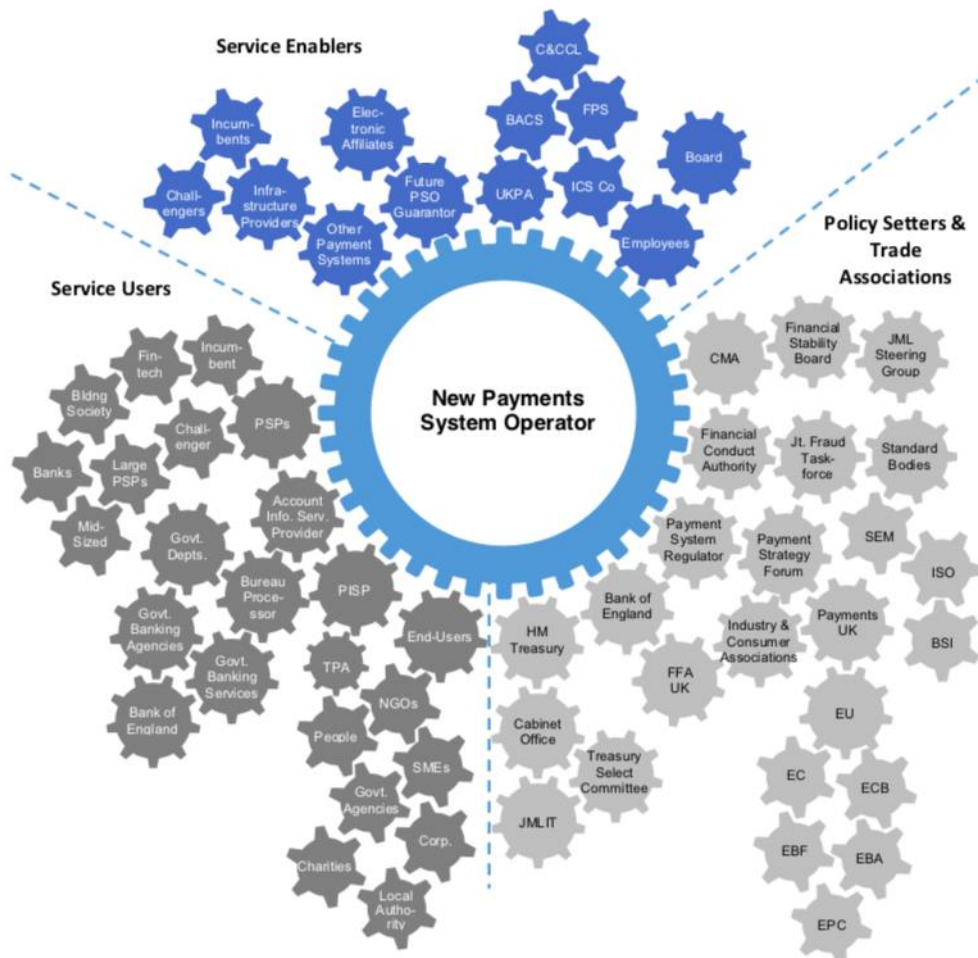 Service Enablers
C&CCL
Incum-
bents
Elec-
tronic
Affiliates
BACS
FPS
Board
Chall-
engers
Infra-
structure
Providers
Future
PSO
Guarantor
UKPA
ICS Co
Other
Payment
Systems
Employees
Policy Setters &
Trade
Associations
Service Users
Fin-
tech
Incumbent
Bldng
Society
Chall-
enger
PSPs
Banks
Large
PSPs
Mid-
Sized
Govt.
Depts.
Account
Info. Serv.
Provider
Bureau
Proce-
ssor
PISP
Govt.
Banking
Agencies
Govt.
Banking
Services
End-Users
TPA
Bank of
England
NGOs
People
SMEs
Govt.
Agencies
Corp.
Charities
Local
Autho-
rity
New Payments
System Operator
CMA
Financial
Stability
Board
JML
Steering
Group
Financial
Conduct
Authority
Jt. Fraud
Task-
force
Standard
Bodies
Payment
System
Regulator
Payment
Strategy
Forum
SEM
ISO
BSI
HM
Treasury
Bank of
England
Industry &
Consumer
Associations
Payments
UK
FFA
UK
EU
Cabinet
Office
Treasury
Select
Committee
JMLIT
EC
ECB
EBF
EBA
EPC